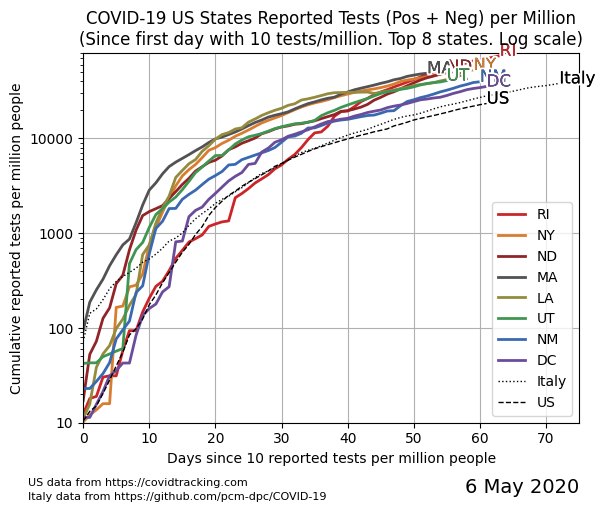 COVID-19 US States Reported Tests (Pos + Neg) per Million
(Since first day with 10 tests/million. Top 8 states. Log scale)
RI
NY
ND
MA
UT
NM
DC
Italy
US
Cumulative reported tests per million people
10000
1000
100
10
RI
NY
ND
MA
LA
UT
NM
DC
Italy
US
0 10 20 30 40 50 60 70
Days since 10 reported tests per million people
US data from https://covidtracking.com
Italy data from https://github.com/pcm-dpc/COVID-19
6 May 2020